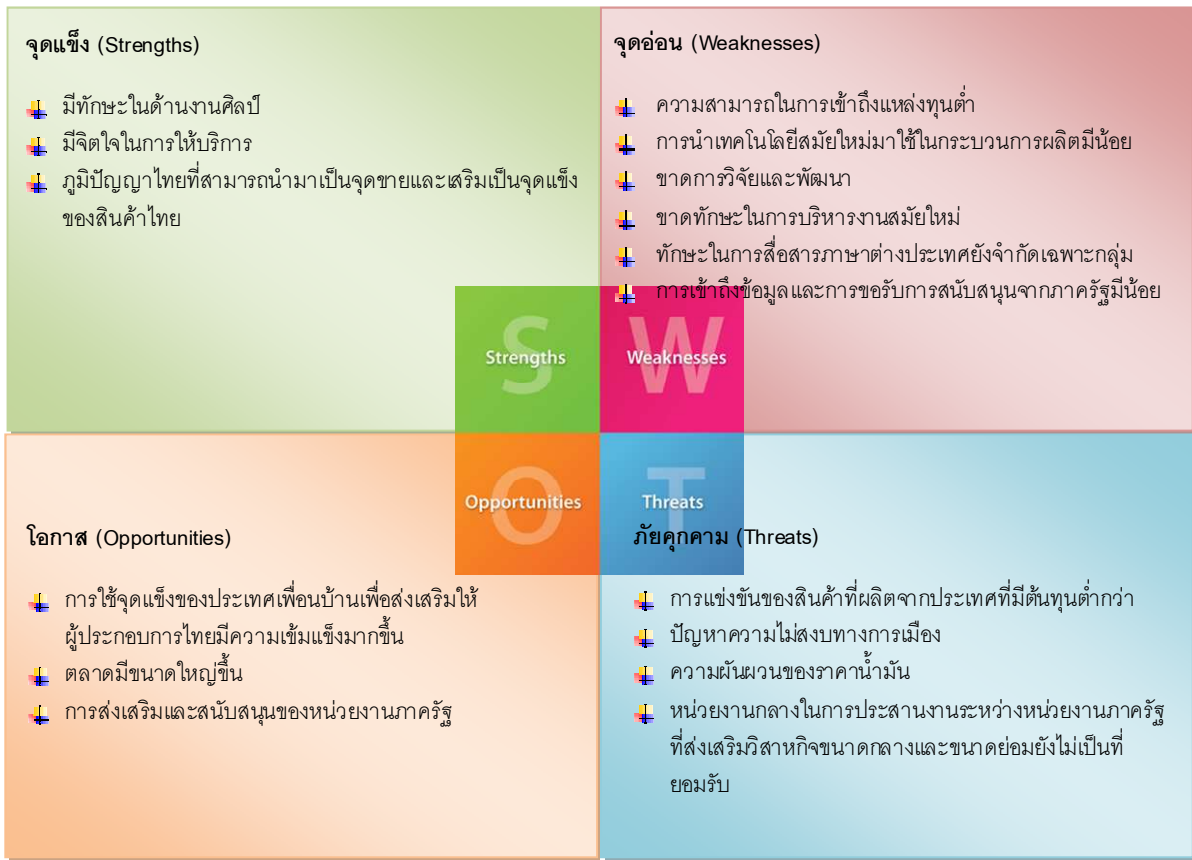 จุดแข็ง (Strengths)
มีทักษะในด้านงานศิลป์
มีจิตใจในการให้บริการ
ภูมิปัญญาไทยที่สามารถนำมาเป็นจุดขายและเสริมเป็นจุดแข็ง
ของสินค้าไทย
จุดอ่อน (Weaknesses)
ความสามารถในการเข้าถึงแหล่งทุนต่ำ
การนำเทคโนโลยีสมัยใหม่มาใช้ในกระบวนการผลิตมีน้อย
ขาดการวิจัยและพัฒนา
ขาดทักษะในการบริหารงานสมัยใหม่
ทักษะในการสื่อสารภาษาต่างประเทศยังจำกัดเฉพาะกลุ่ม
การเข้าถึงข้อมูลและการขอรับการสนับสนุนจากภาครัฐมีน้อย
S
Strengths
W
Weaknesses
O
Opportunities
T
Threats
โอกาส (Opportunities)
การใช้จุดแข็งของประเทศเพื่อนบ้านเพื่อส่งเสริมให้
ผู้ประกอบการไทยมีความเข้มแข็งมากขึ้น
ตลาดมีขนาดใหญ่ขึ้น
การส่งเสริมและสนับสนุนของหน่วยงานภาครัฐ
ภัยคุกคาม (Threats)
การแข่งขันของสินค้าที่ผลิตจากประเทศที่มีต้นทุนต่ำกว่า
ปัญหาความไม่สงบทางการเมือง
ความผันผวนของราคาน้ำมัน
หน่วยงานกลางในการประสานงานระหว่างหน่วยงานภาครัฐ
ที่ส่งเสริมวิสาหกิจขนาดกลางและขนาดย่อมยังไม่เป็นที่
ยอมรับ